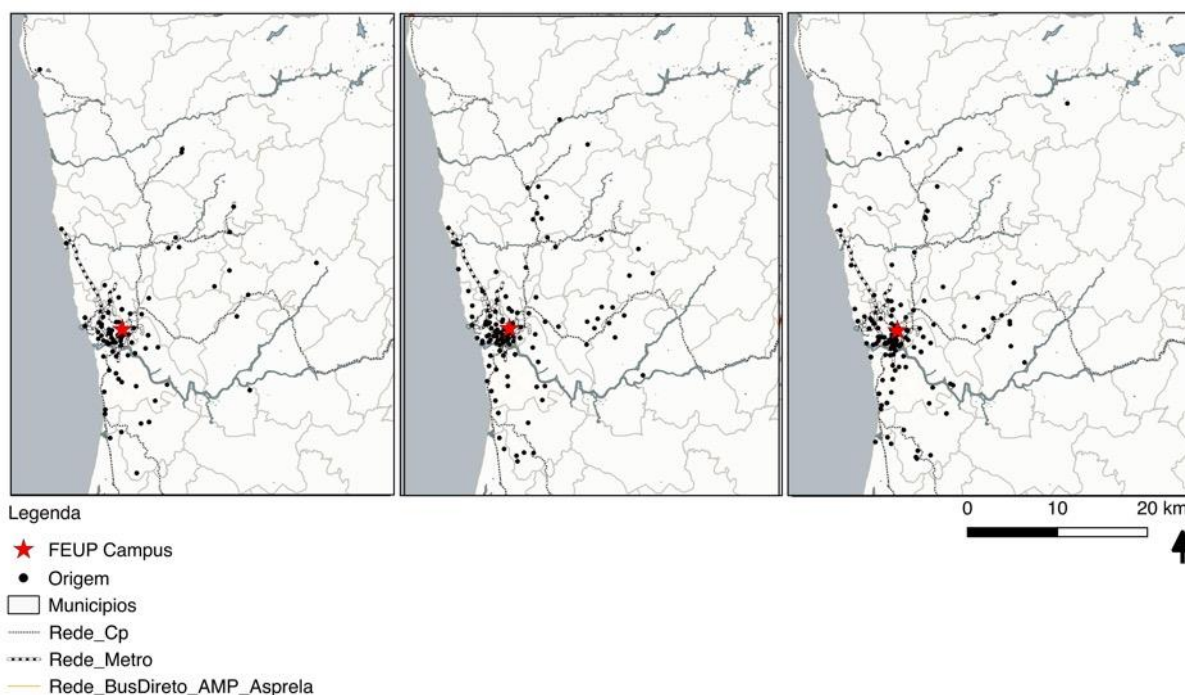 Legenda
FEUP Campus
Origem
Municipios
Rede_Cp
Rede_Metro
Rede_BusDireto_AMP_Asprela
0 10 20 km